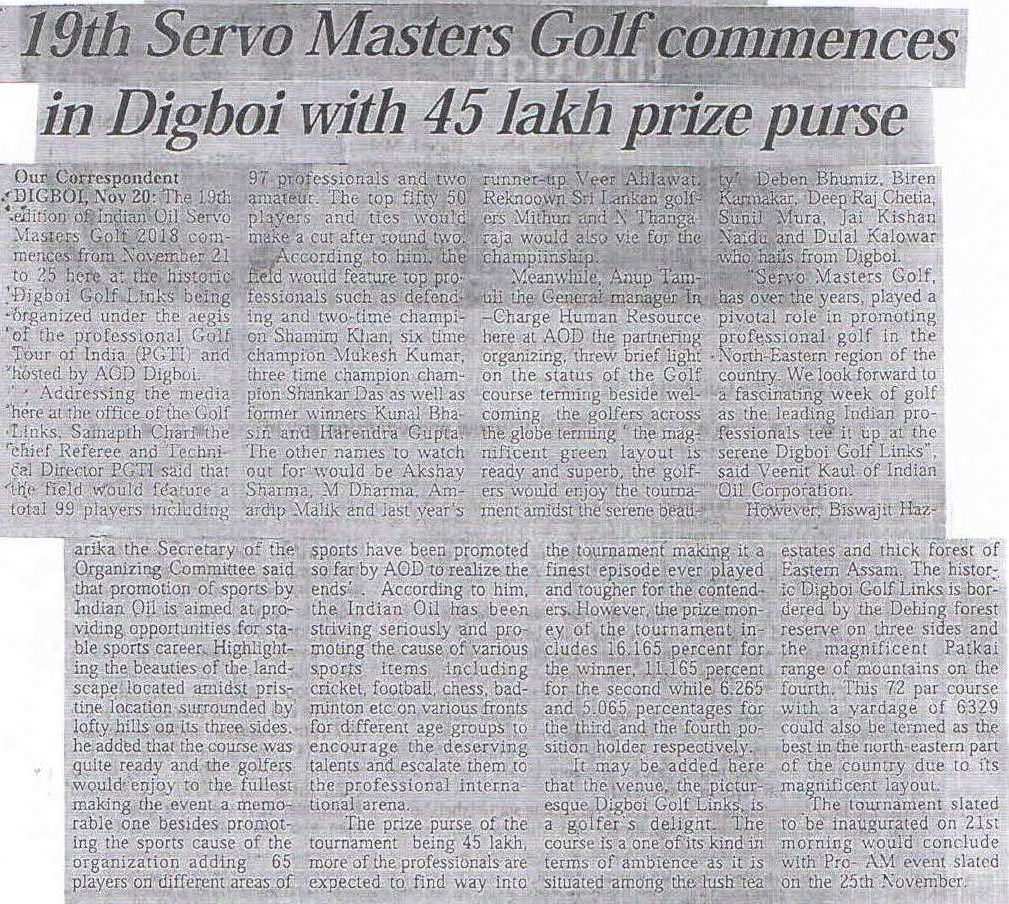 19th Servo Masters Golf commences
in Digboi with 45 lakh prize purse
Our Correspondent
DIGBOI, Nov 20: The 19th
edition of Indian Oil Servo
Masters Golf 2018 com-
mences from November 21
to 25 here at the historic
Digboi Golf Links being
organized under the aegis
of the professional Golf
Tour of India (PGTI) and
hosted by AOD Digboi.
Addressing the media
here at the office of the Golf
Links, Samapth Chari the
chief Referee and Techni-
cal Director PGTI said that
the field would feature a
total 99 players including
97 professionals and two
amateur. The top fifty 50
players and ties would
make a cut after round two.
According to him, the
field would feature top pro-
fessionals such as defend-
ing and two-time champi-
on Shamim Khan, six time
champion Mukesh Kumar,
three time champion cham-
pion Shankar Das as well as
former winners Kunal Bha-
sin and Harendra Gupta.
The other names to watch
out for would be Akshay
Sharma, M Dharma, Am-
ardip Malik and last year's
runner-up Veer Ahlawat.
Reknoown Sri Lankan golf-
ers Mithun and N Thanga-
raja would also vie for the
champiinship.
Meanwhile, Anup Tam-
uli the General manager In
-Charge Human Resource
here at AOD the partnering
organizing, threw brief light
on the status of the Golf
course terming beside wel-
coming the golfers across
the globe terming " the mag-
nificent green layout is
ready and superb, the golf-
ers would enjoy the tourna-
ment amidst the serene beau-
ty' Deben Bhumiz, Biren
Karmakar, Deep Raj Chetia,
Sunil Mura, Jai Kishan
Naidu and Dulal Kalowar
who hails from Digboi.
"Servo Masters Golf,
has over the years, played a
pivotal role in promoting
professional golf in the
North-Eastern region of the
country. We look forward to
a fascinating week of golf
as the leading Indian pro-
fessionals tee it up at the
serene Digboi Golf Links",
said Veenit Kaul of Indian
Oil Corporation.
However, Biswajit Haz-
arika the Secretary of the
Organizing Committee said
that promotion of sports by
Indian Oil is aimed at pro-
viding opportunities for sta-
ble sports career. Highlight-
ing the beauties of the land-
scape located amidst pris-
tine location surrounded by
lofty hills on its three sides,
he added that the course was
quite ready and the golfers
would enjoy to the fullest
making the event a memo-
rable one besides promot-
ing the sports cause of the
organization adding " 65
players on different areas of
sports have been promoted
so far by AOD to realize the
ends' . According to him,
the Indian Oil has been
striving seriously and pro-
moting the cause of various
sports items including
cricket, football, chess, bad-
minton etc on various fronts
for different age groups to
encourage the deserving
talents and escalate them to
the professional interna-
tional arena.
The prize purse of the
tournament being 45 lakh,
more of the professionals are
expected to find way into
the tournament making it a
finest episode ever played
and tougher for the contend-
ers. However, the prize mon-
ey of the tournament in-
cludes 16.165 percent for
the winner, 11.165 percent
for the second while 6.265
and 5.065 percentages for
the third and the fourth po-
sition holder respectively.
It may be added here
that the venue, the pictur-
esque Digboi Golf Links, is
a golfer's delight. The
course is a one of its kind in
terms of ambience as it is
situated among the lush tea
estates and thick forest of
Eastern Assam. The histor-
ic Digboi Golf Links is bor-
dered by the Dehing forest
reserve on three sides and
the magnificent Patkai
range of mountains on the
fourth. This 72 par course
with a yardage of 6329
could also be termed as the
best in the north-eastern part
of the country due to its
magnificent layout.
The tournament slated
to be inaugurated on 21st
morning would conclude
with Pro- AM event slated
on the 25th November.